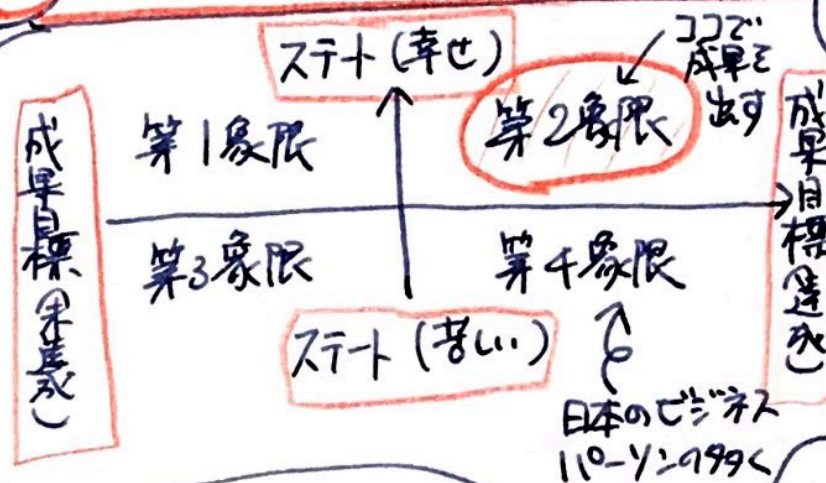 ステート(幸せ)
ココで
成果を
出す
第1象限
第2象限
成果目標(未達成)
成果目標(達成)
第3象限
第4象限
ステート(苦しい)
日本のビジネス
パーソンの多く